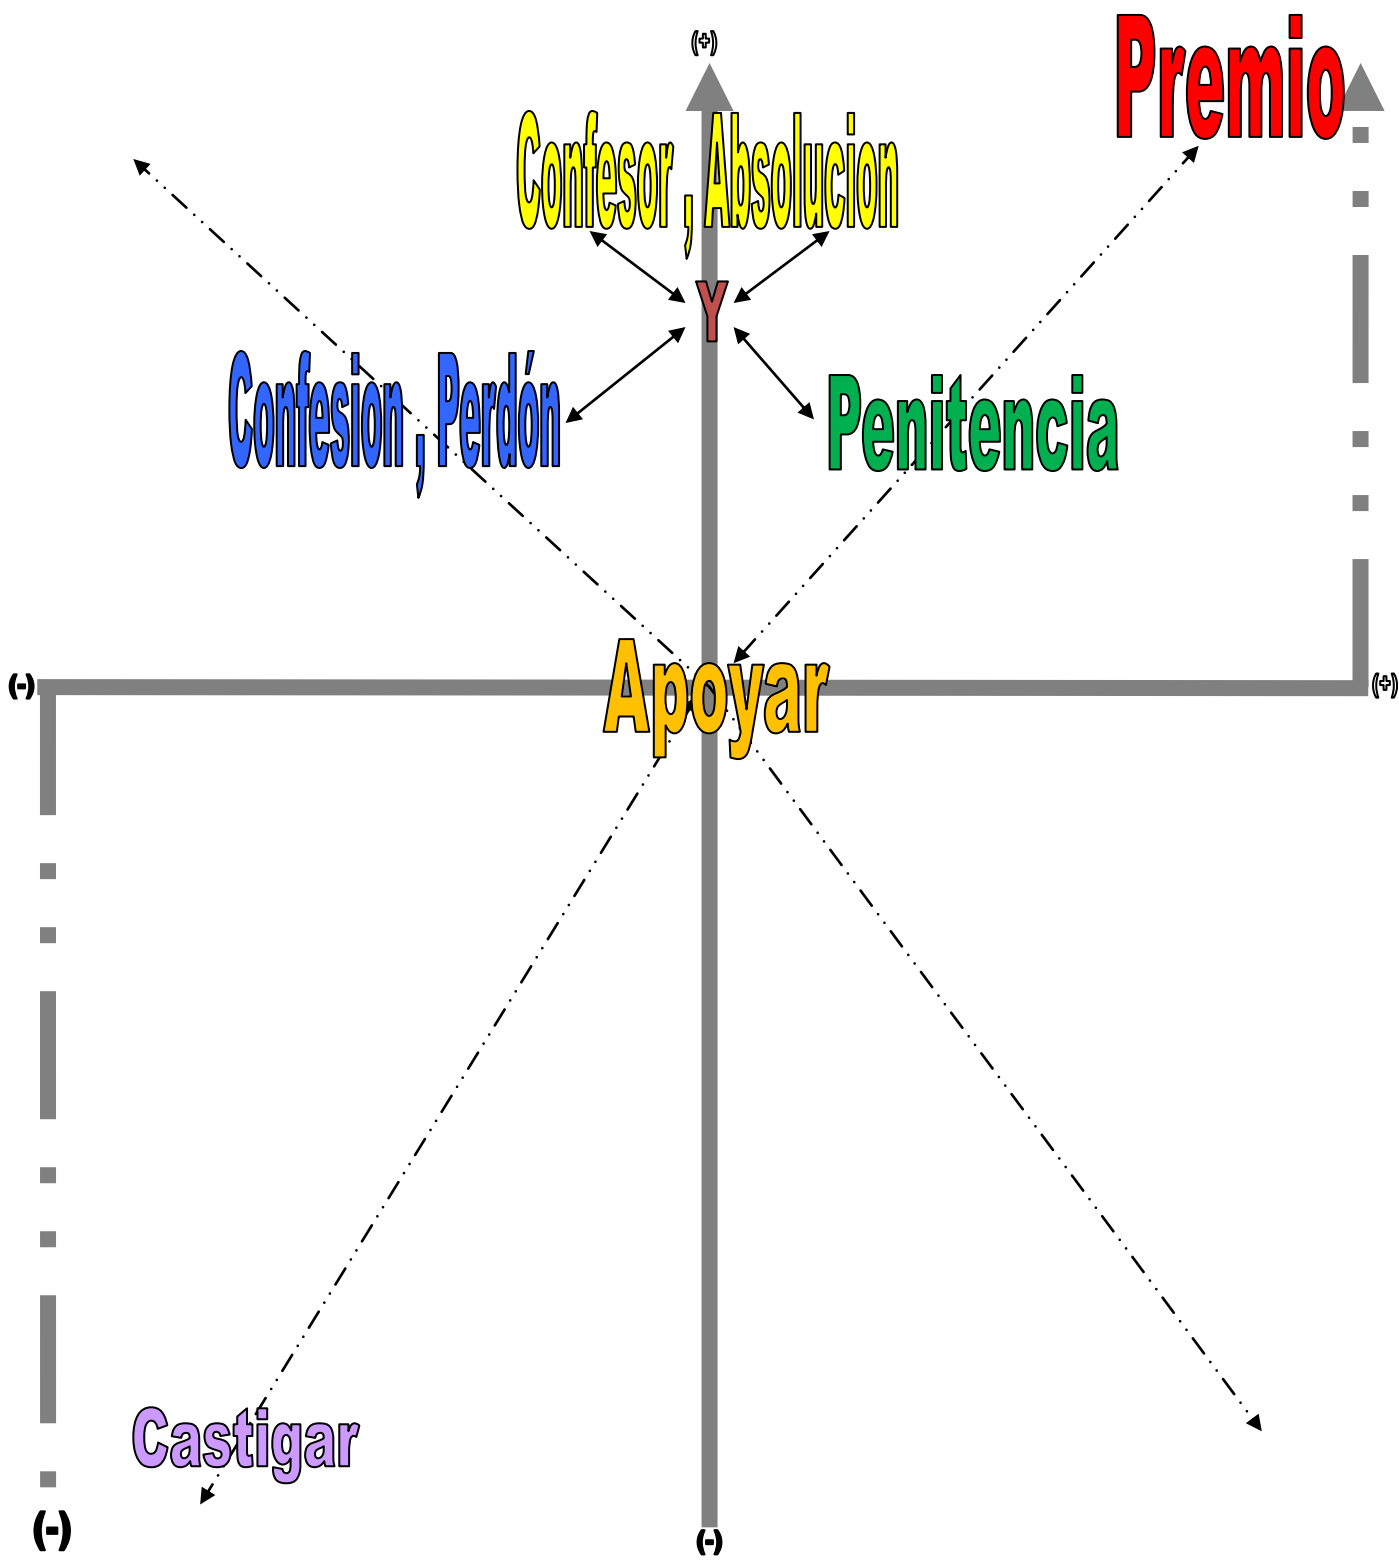 (+)
Premio
Confesor , Absolucion
Y
Confesion , Perdón
Penitencia
(-)
Apoyar
(+)
Castigar
(-)
(-)